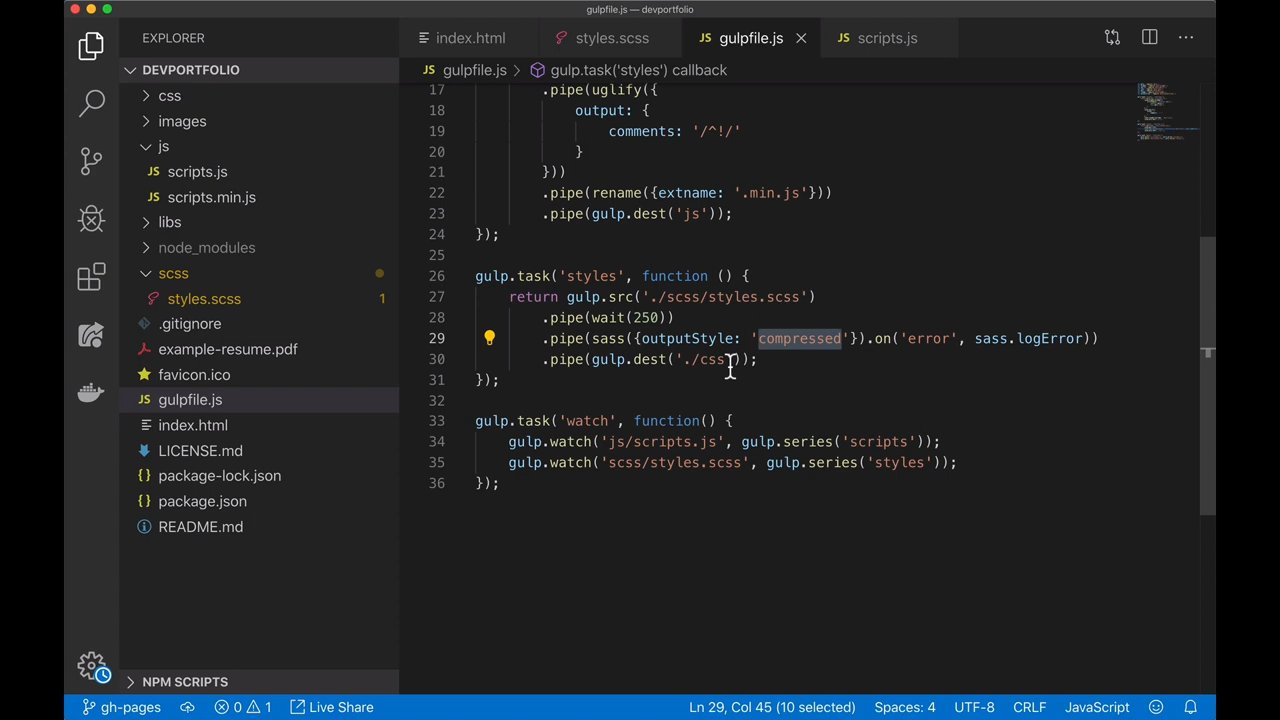 gulpfile.js — devportfolio
EXPLORER
DEVPORTFOLIO
css
images
js
JS scripts.js
JS scripts.min.js
libs
node_modules
scss
styles.scss 1
.gitignore
example-resume.pdf
favicon.ico
JS gulpfile.js
index.html
LICENSE.md
{} package-lock.json
{} package.json
README.md
NPM SCRIPTS
index.html
styles.scss
JS gulpfile.js
JS scripts.js
JS gulpfile.js > gulp.task('styles') callback
17 .pipe(uglify({
18 output: {
19 comments: '/^!/'
20 }
21 }))
22 .pipe(rename({extname: '.min.js'}))
23 .pipe(gulp.dest('js'));
24 });
25
26 gulp.task('styles', function () {
27 return gulp.src('./scss/styles.scss')
28 .pipe(wait(250))
29 .pipe(sass({outputStyle: 'compressed'}).on('error', sass.logError))
30 .pipe(gulp.dest('./css'));
31 });
32
33 gulp.task('watch', function() {
34 gulp.watch('js/scripts.js', gulp.series('scripts'));
35 gulp.watch('scss/styles.scss', gulp.series('styles'));
36 });
gh-pages 0 1 Live Share Ln 29, Col 45 (10 selected) Spaces: 4 UTF-8 CRLF JavaScript